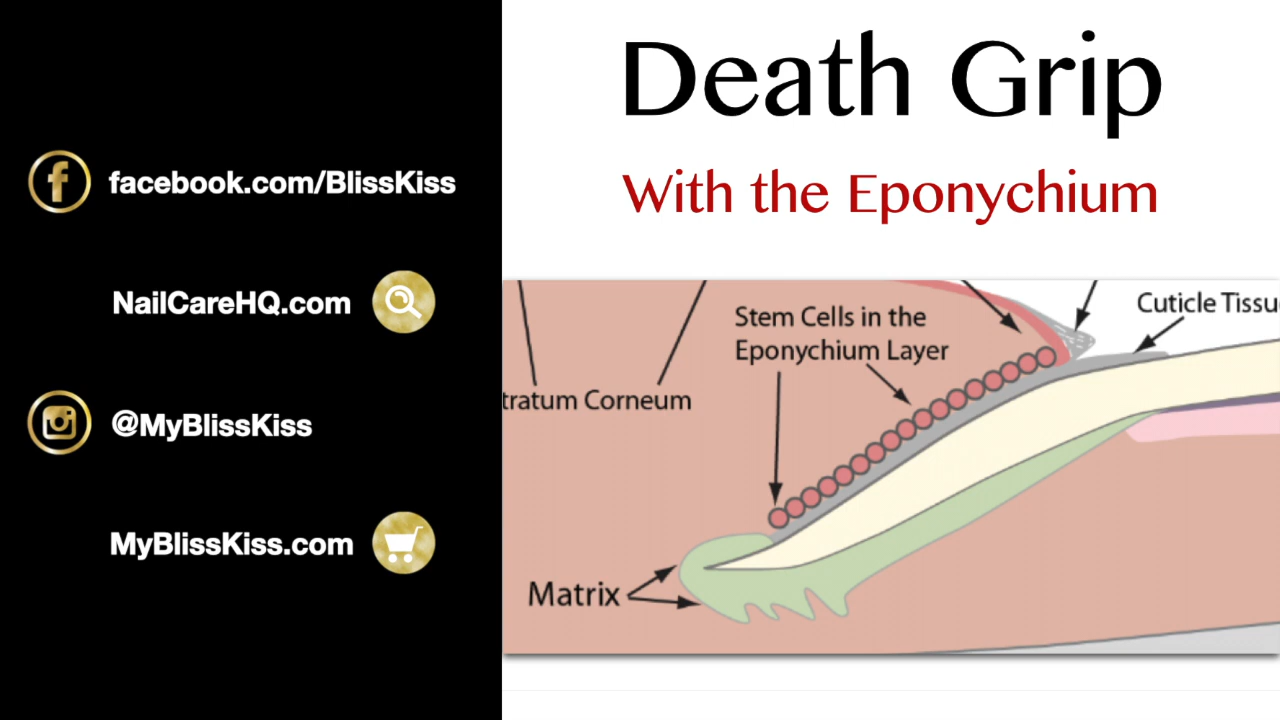 facebook.com/BlissKiss
NailCareHQ.com
@MyBlissKiss
MyBlissKiss.com
Death Grip
With the Eponychium
Stem Cells in the
Eponychium Layer
Cuticle Tissu
tratum Corneum
Matrix